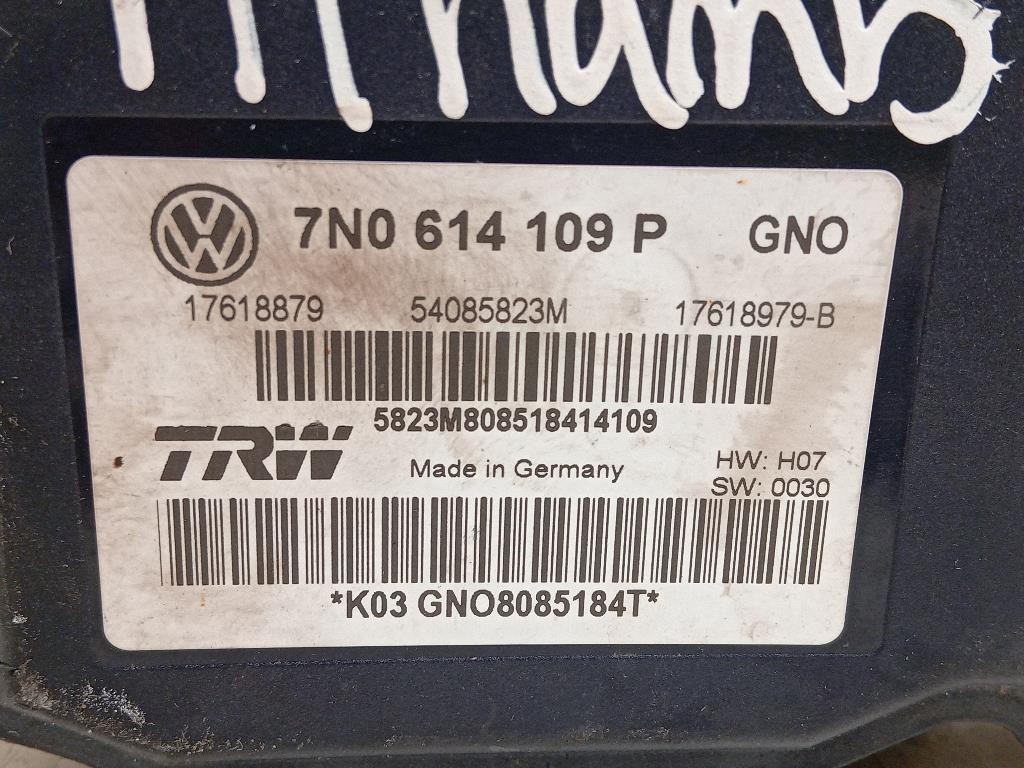 7N0 614 109 P GNO
17618879 54085823M 17618979-B
5823M808518414109
TRW Made in Germany HW: H07
SW: 0030
*K03 GNO8085184T*